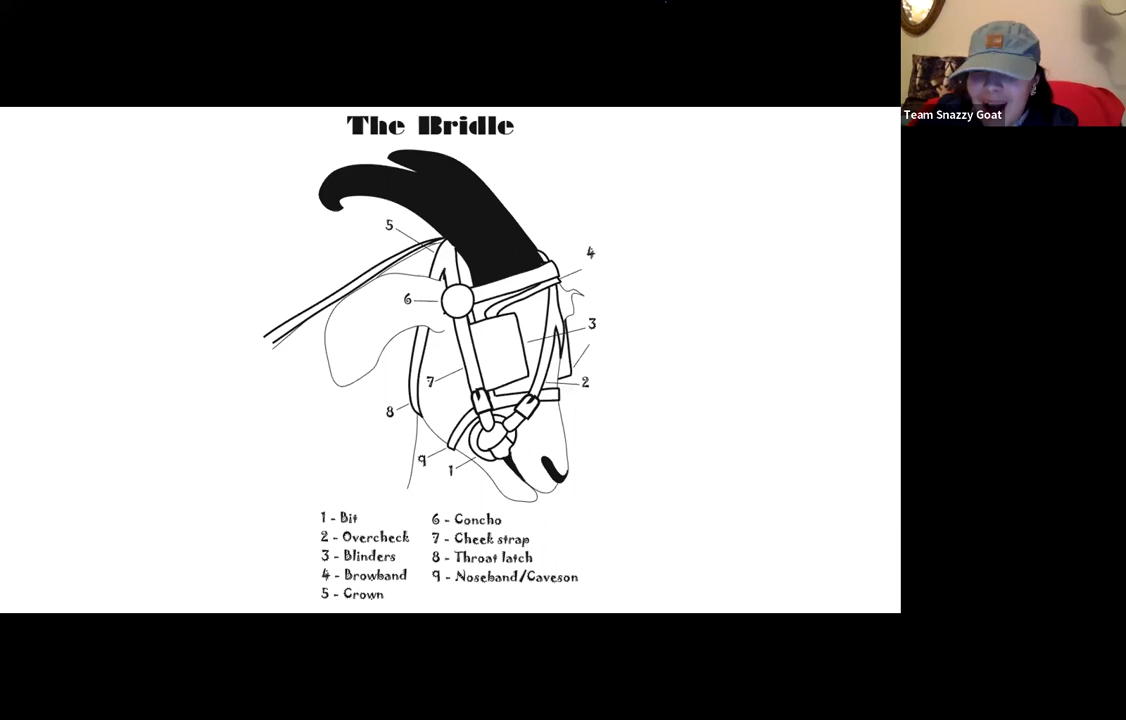 The Bridle
5
4
6
3
7
2
8
9
1
1 - Bit
2 - Overcheck
3 - Blinders
4 - Browband
5 - Crown
6 - Concho
7 - Cheek strap
8 - Throat latch
9 - Noseband/Caveson
Team Snazzy Goat